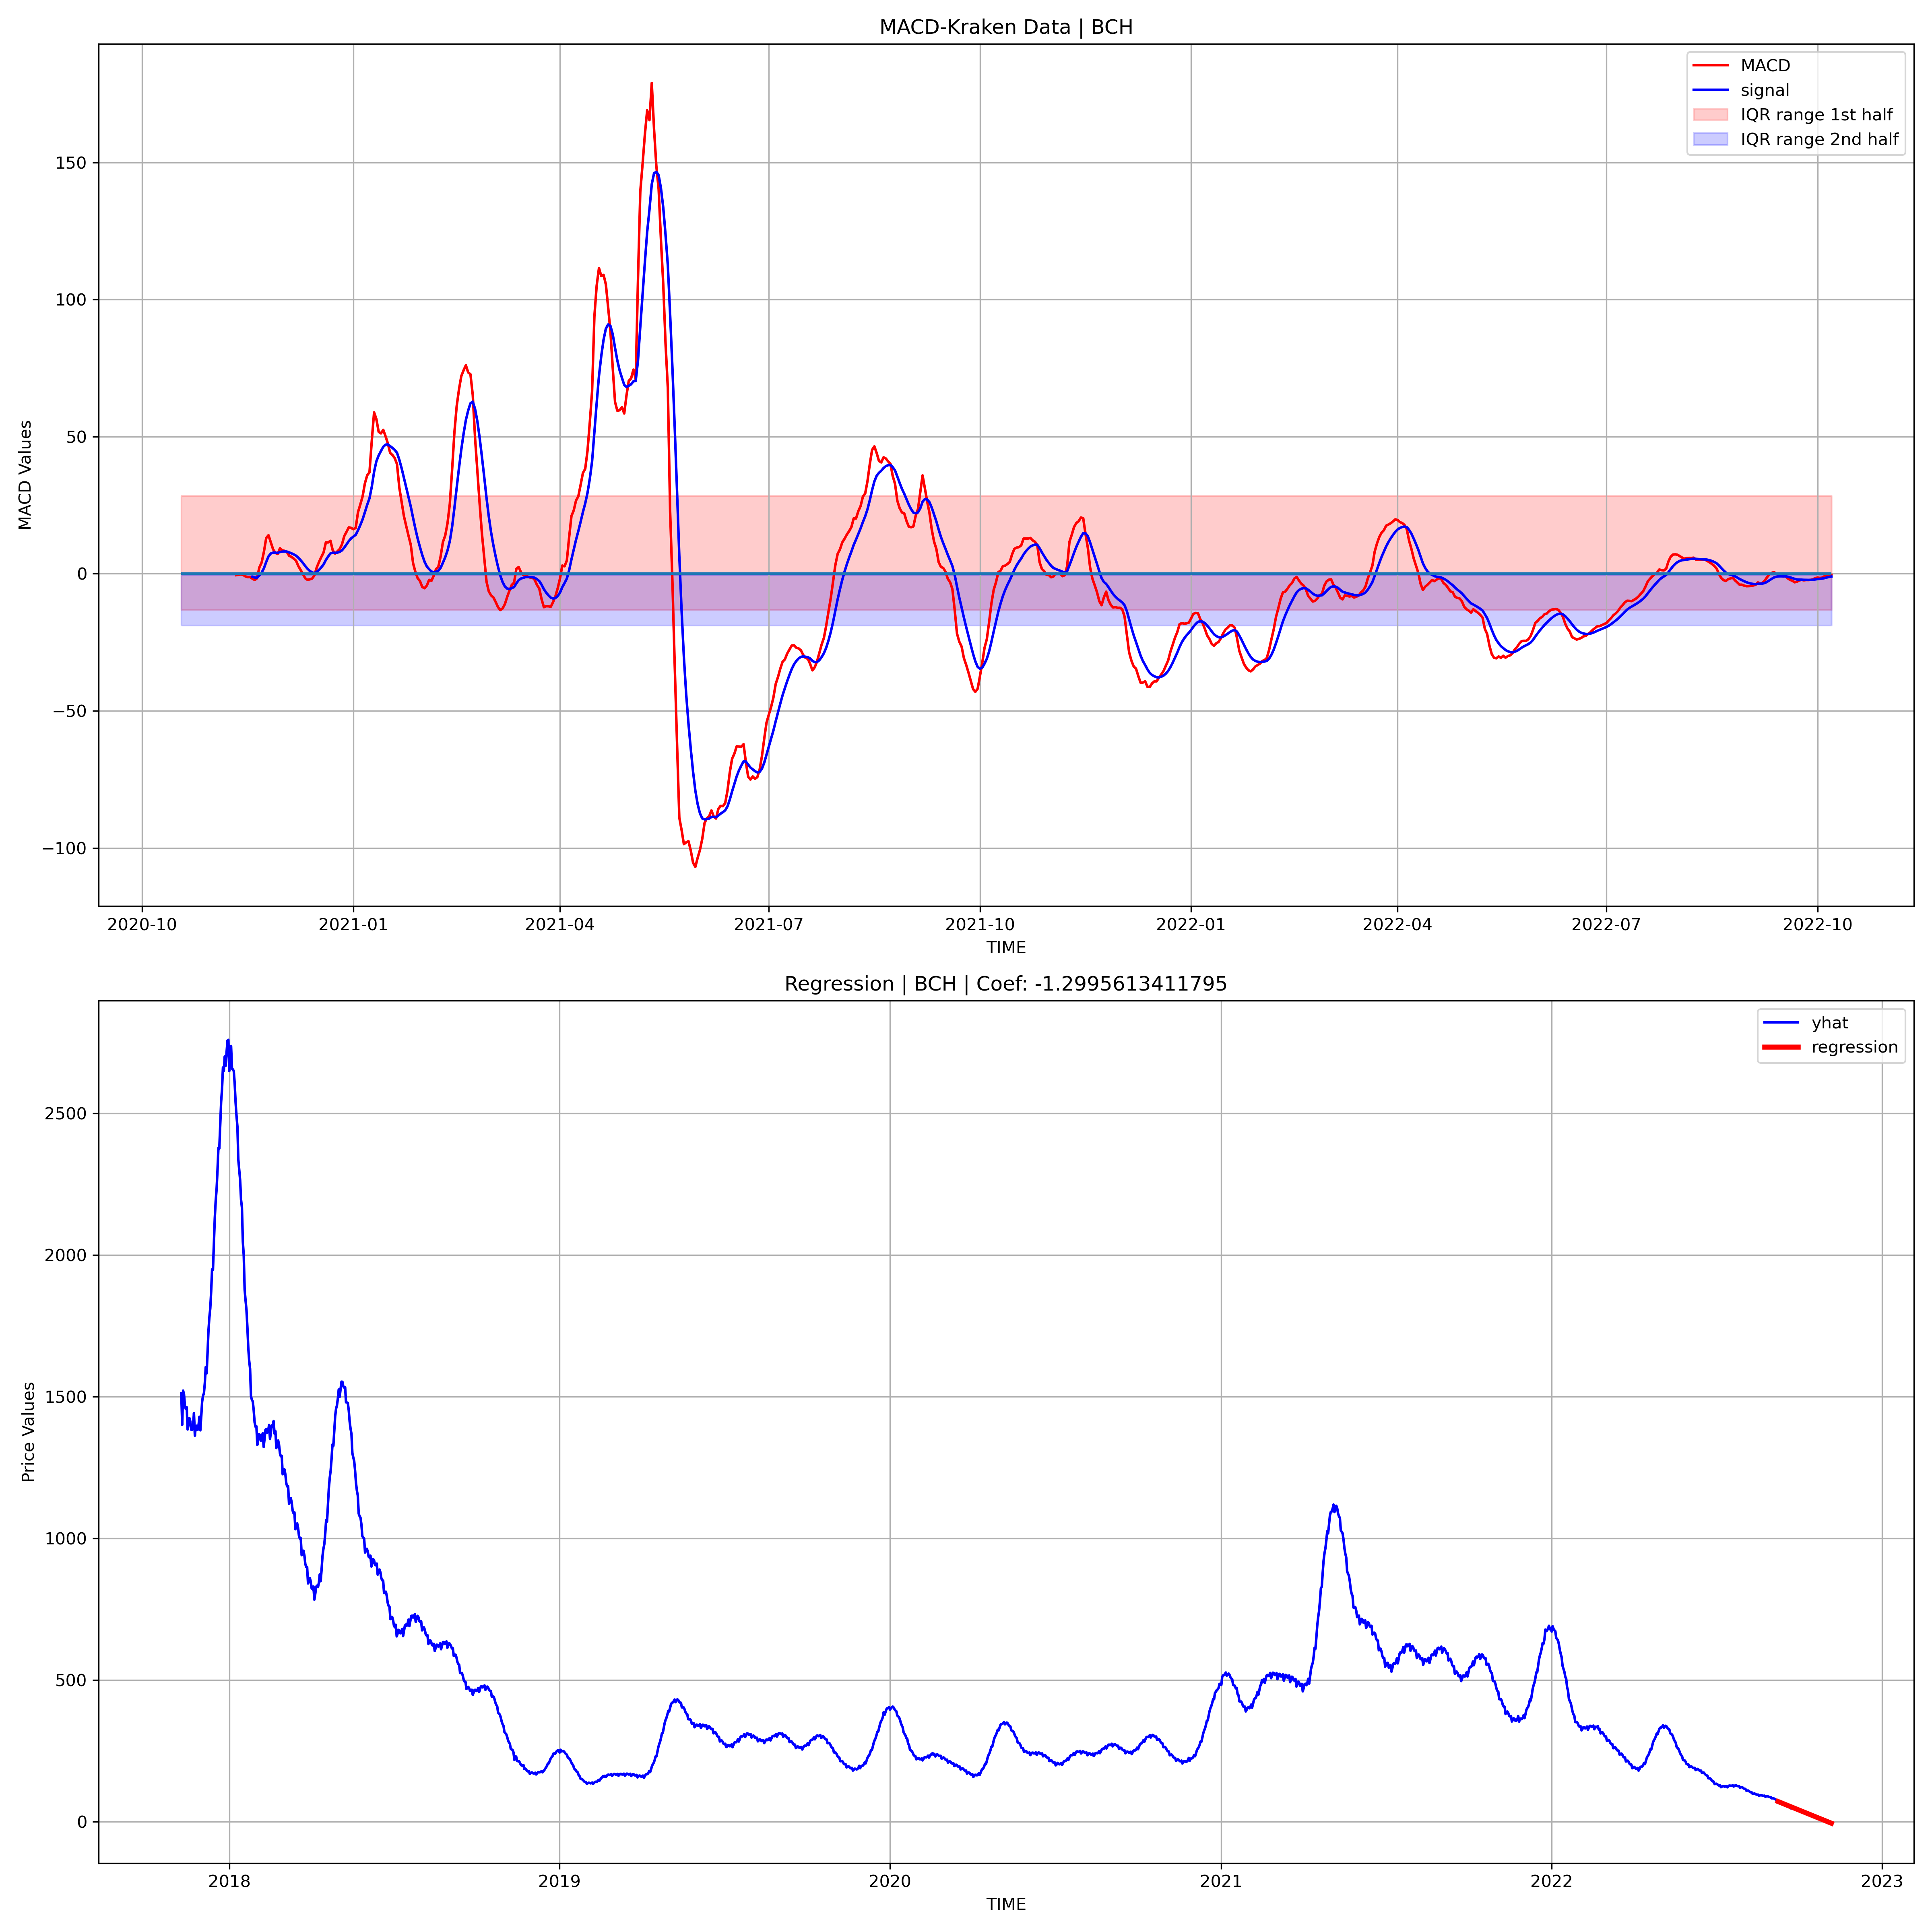 MACD-Kraken Data | BCH
MACD
signal
IQR range 1st half
IQR range 2nd half
MACD Values
150
100
50
0
−50
−100
2020-10 2021-01 2021-04 2021-07 2021-10 2022-01 2022-04 2022-07 2022-10
TIME
Regression | BCH | Coef: -1.2995613411795
yhat
regression
Price Values
2500
2000
1500
1000
500
0
2018 2019 2020 2021 2022 2023
TIME